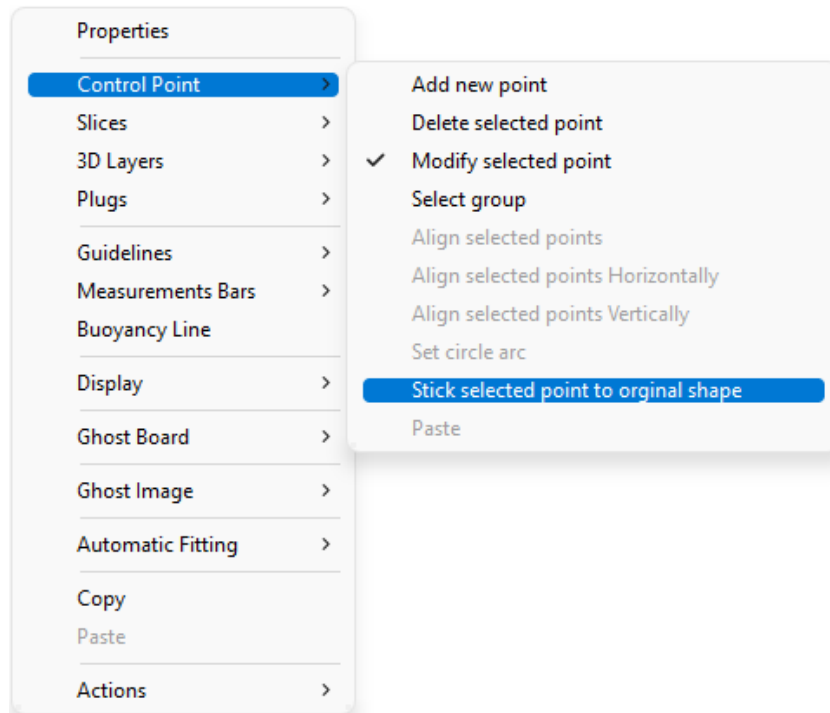 Properties
Control Point
Slices
3D Layers
Plugs
Guidelines
Measurements Bars
Buoyancy Line
Display
Ghost Board
Ghost Image
Automatic Fitting
Copy
Paste
Actions
Add new point
Delete selected point
Modify selected point
Select group
Align selected points
Align selected points Horizontally
Align selected points Vertically
Set circle arc
Stick selected point to orginal shape
Paste